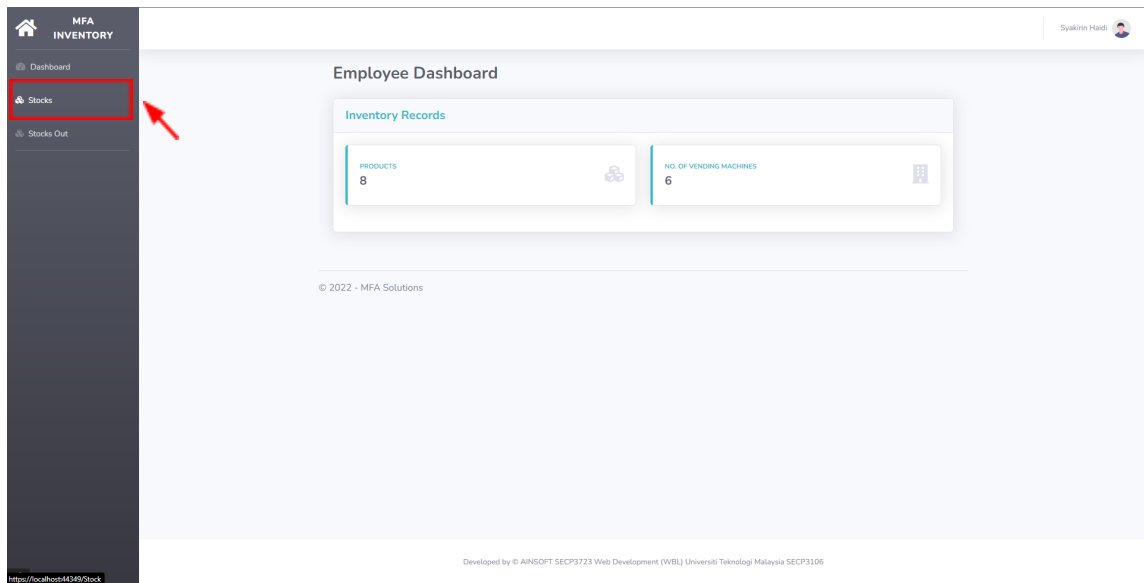 MFA
INVENTORY
Syakirin Haidi
Dashboard
Stocks
Stocks Out
Employee Dashboard
Inventory Records
PRODUCTS
8
NO. OF VENDING MACHINES
6
© 2022 - MFA Solutions
Developed by © AINSOFT SECP3723 Web Development (WBL) Universiti Teknologi Malaysia SECP3106
https://localhost:44349/Stock